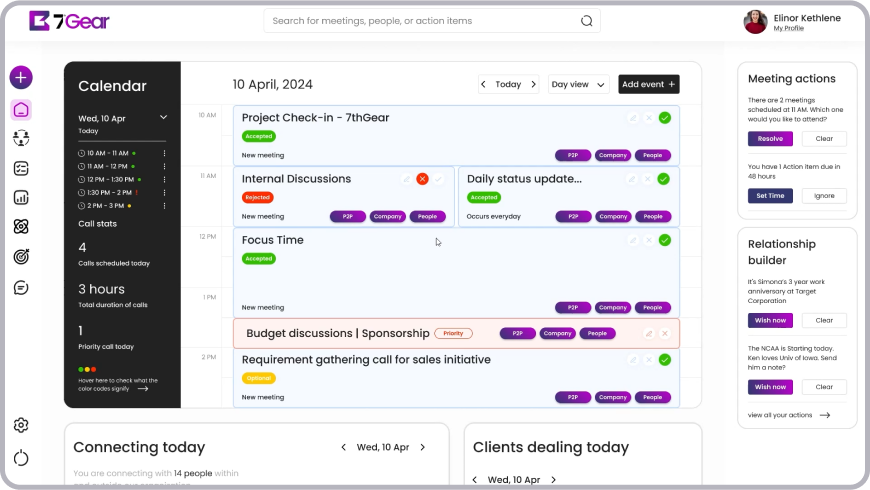 7Gear
Search for meetings, people, or action items
Elinor Kethlene
My Profile
Calendar
Wed, 10 Apr
Today
10 AM - 11 AM
11 AM - 12 PM
12 PM - 1:30 PM
1:30 PM - 2 PM
2 PM - 3 PM
Call stats
4
Calls scheduled today
3 hours
Total duration of calls
1
Priority call today
Hover here to check what the
color codes signify
10 April, 2024
Today
Day view
Add event +
10 AM
Project Check-in - 7thGear
Accepted
New meeting
P2P
Company
People
11 AM
Internal Discussions
Rejected
New meeting
P2P
Company
People
Daily status update...
Accepted
Occurs everyday
P2P
Company
People
12 PM
Focus Time
Accepted
1 PM
New meeting
P2P
Company
People
Budget discussions | Sponsorship
Priority
P2P
Company
People
2 PM
Requirement gathering call for sales initiative
Optional
New meeting
P2P
Company
People
Meeting actions
There are 2 meetings
scheduled at 11 AM. Which one
would you like to attend?
Resolve
Clear
You have 1 Action Item due in
48 hours
Set Time
Ignore
Relationship
builder
It's Simona's 3 year work
anniversary at Target
Corporation
Wish now
Clear
The NCAA is Starting today.
Ken loves Univ of Iowa. Send
him a note?
Wish now
Clear
view all your actions
Connecting today
Wed, 10 Apr
You are connecting with 14 people within
and outside our organization
Clients dealing today
Wed, 10 Apr